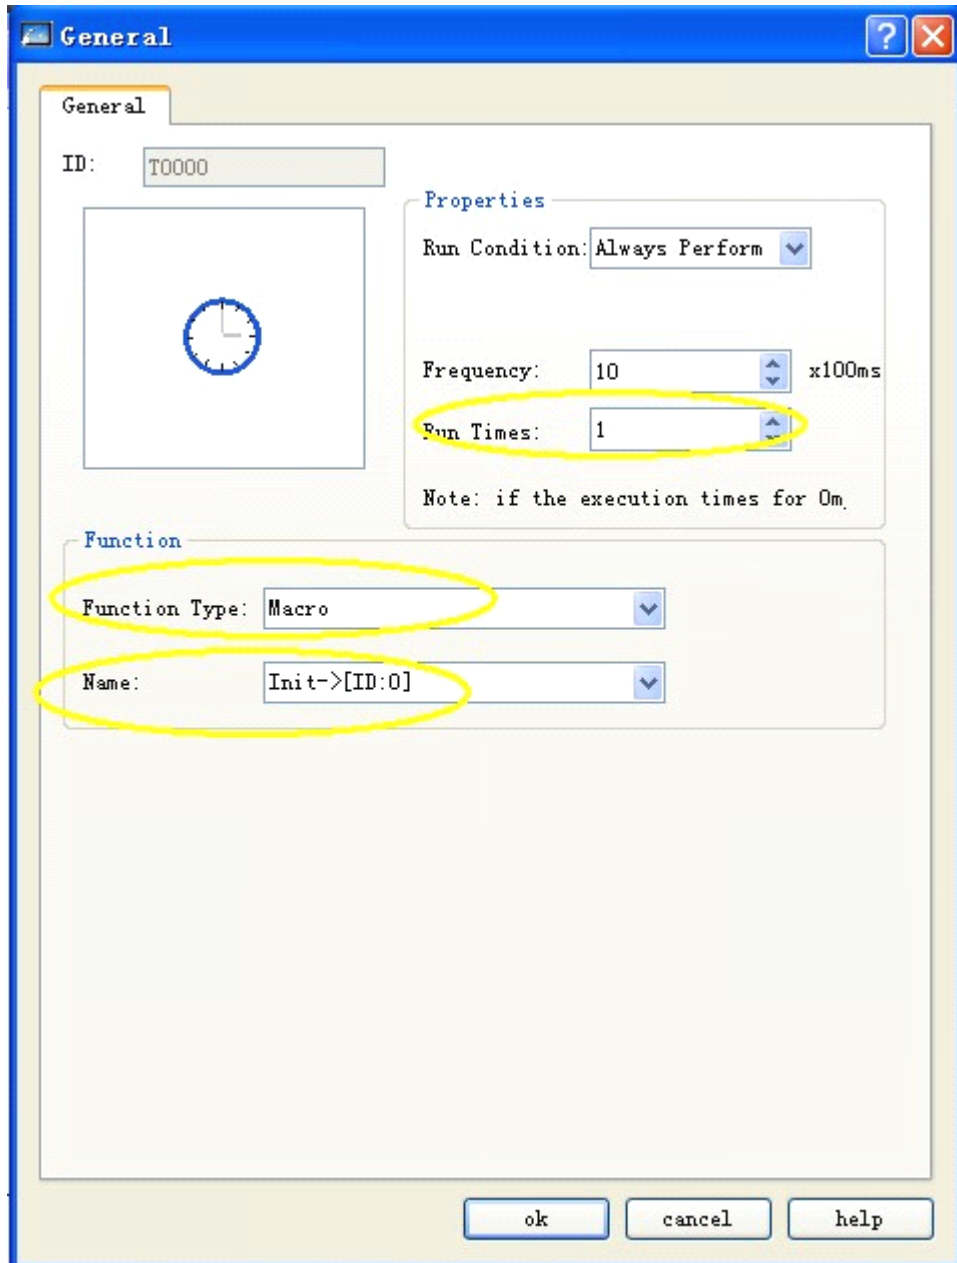 General
General
ID: T0000
Properties
Run Condition: Always Perform
Frequency: 10 x100ms
Run Times: 1
Note: if the execution times for 0m
Function
Function Type: Macro
Name: Init->[ID:0]
ok cancel help